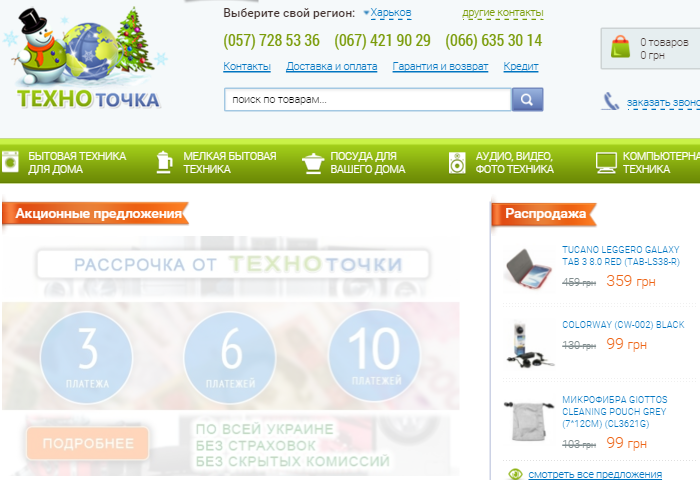 ТЕХНОТОЧКА
Выберите свой регион: Харьков
другие контакты
(057) 728 53 36 (067) 421 90 29 (066) 635 30 14
Контакты Доставка и оплата Гарантия и возврат Кредит
поиск по товарам...
0 товаров
0 грн
заказать звоно
БЫТОВАЯ ТЕХНИКА
ДЛЯ ДОМА
МЕЛКАЯ БЫТОВАЯ
ТЕХНИКА
ПОСУДА ДЛЯ
ВАШЕГО ДОМА
АУДИО, ВИДЕО,
ФОТО ТЕХНИКА
КОМПЬЮТЕРНА
ТЕХНИКА
Акционные предложения
РАССРОЧКА ОТ ТЕХНОТОЧКИ
3
ПЛАТЕЖА
6
ПЛАТЕЖЕЙ
10
ПЛАТЕЖЕЙ
ПОДРОБНЕЕ
ПО ВСЕЙ УКРАИНЕ
БЕЗ СТРАХОВОК
БЕЗ СКРЫТЫХ КОМИССИЙ
Распродажа
TUCANO LEGGERO GALAXY
TAB 3 8.0 RED (TAB-LS38-R)
459 грн 359 грн
COLORWAY (CW-002) BLACK
130 грн 99 грн
МИКРОФИБРА GIOTTOS
CLEANING POUCH GREY
(7*12CM) (CL3621G)
103 грн 99 грн
смотреть все предложения